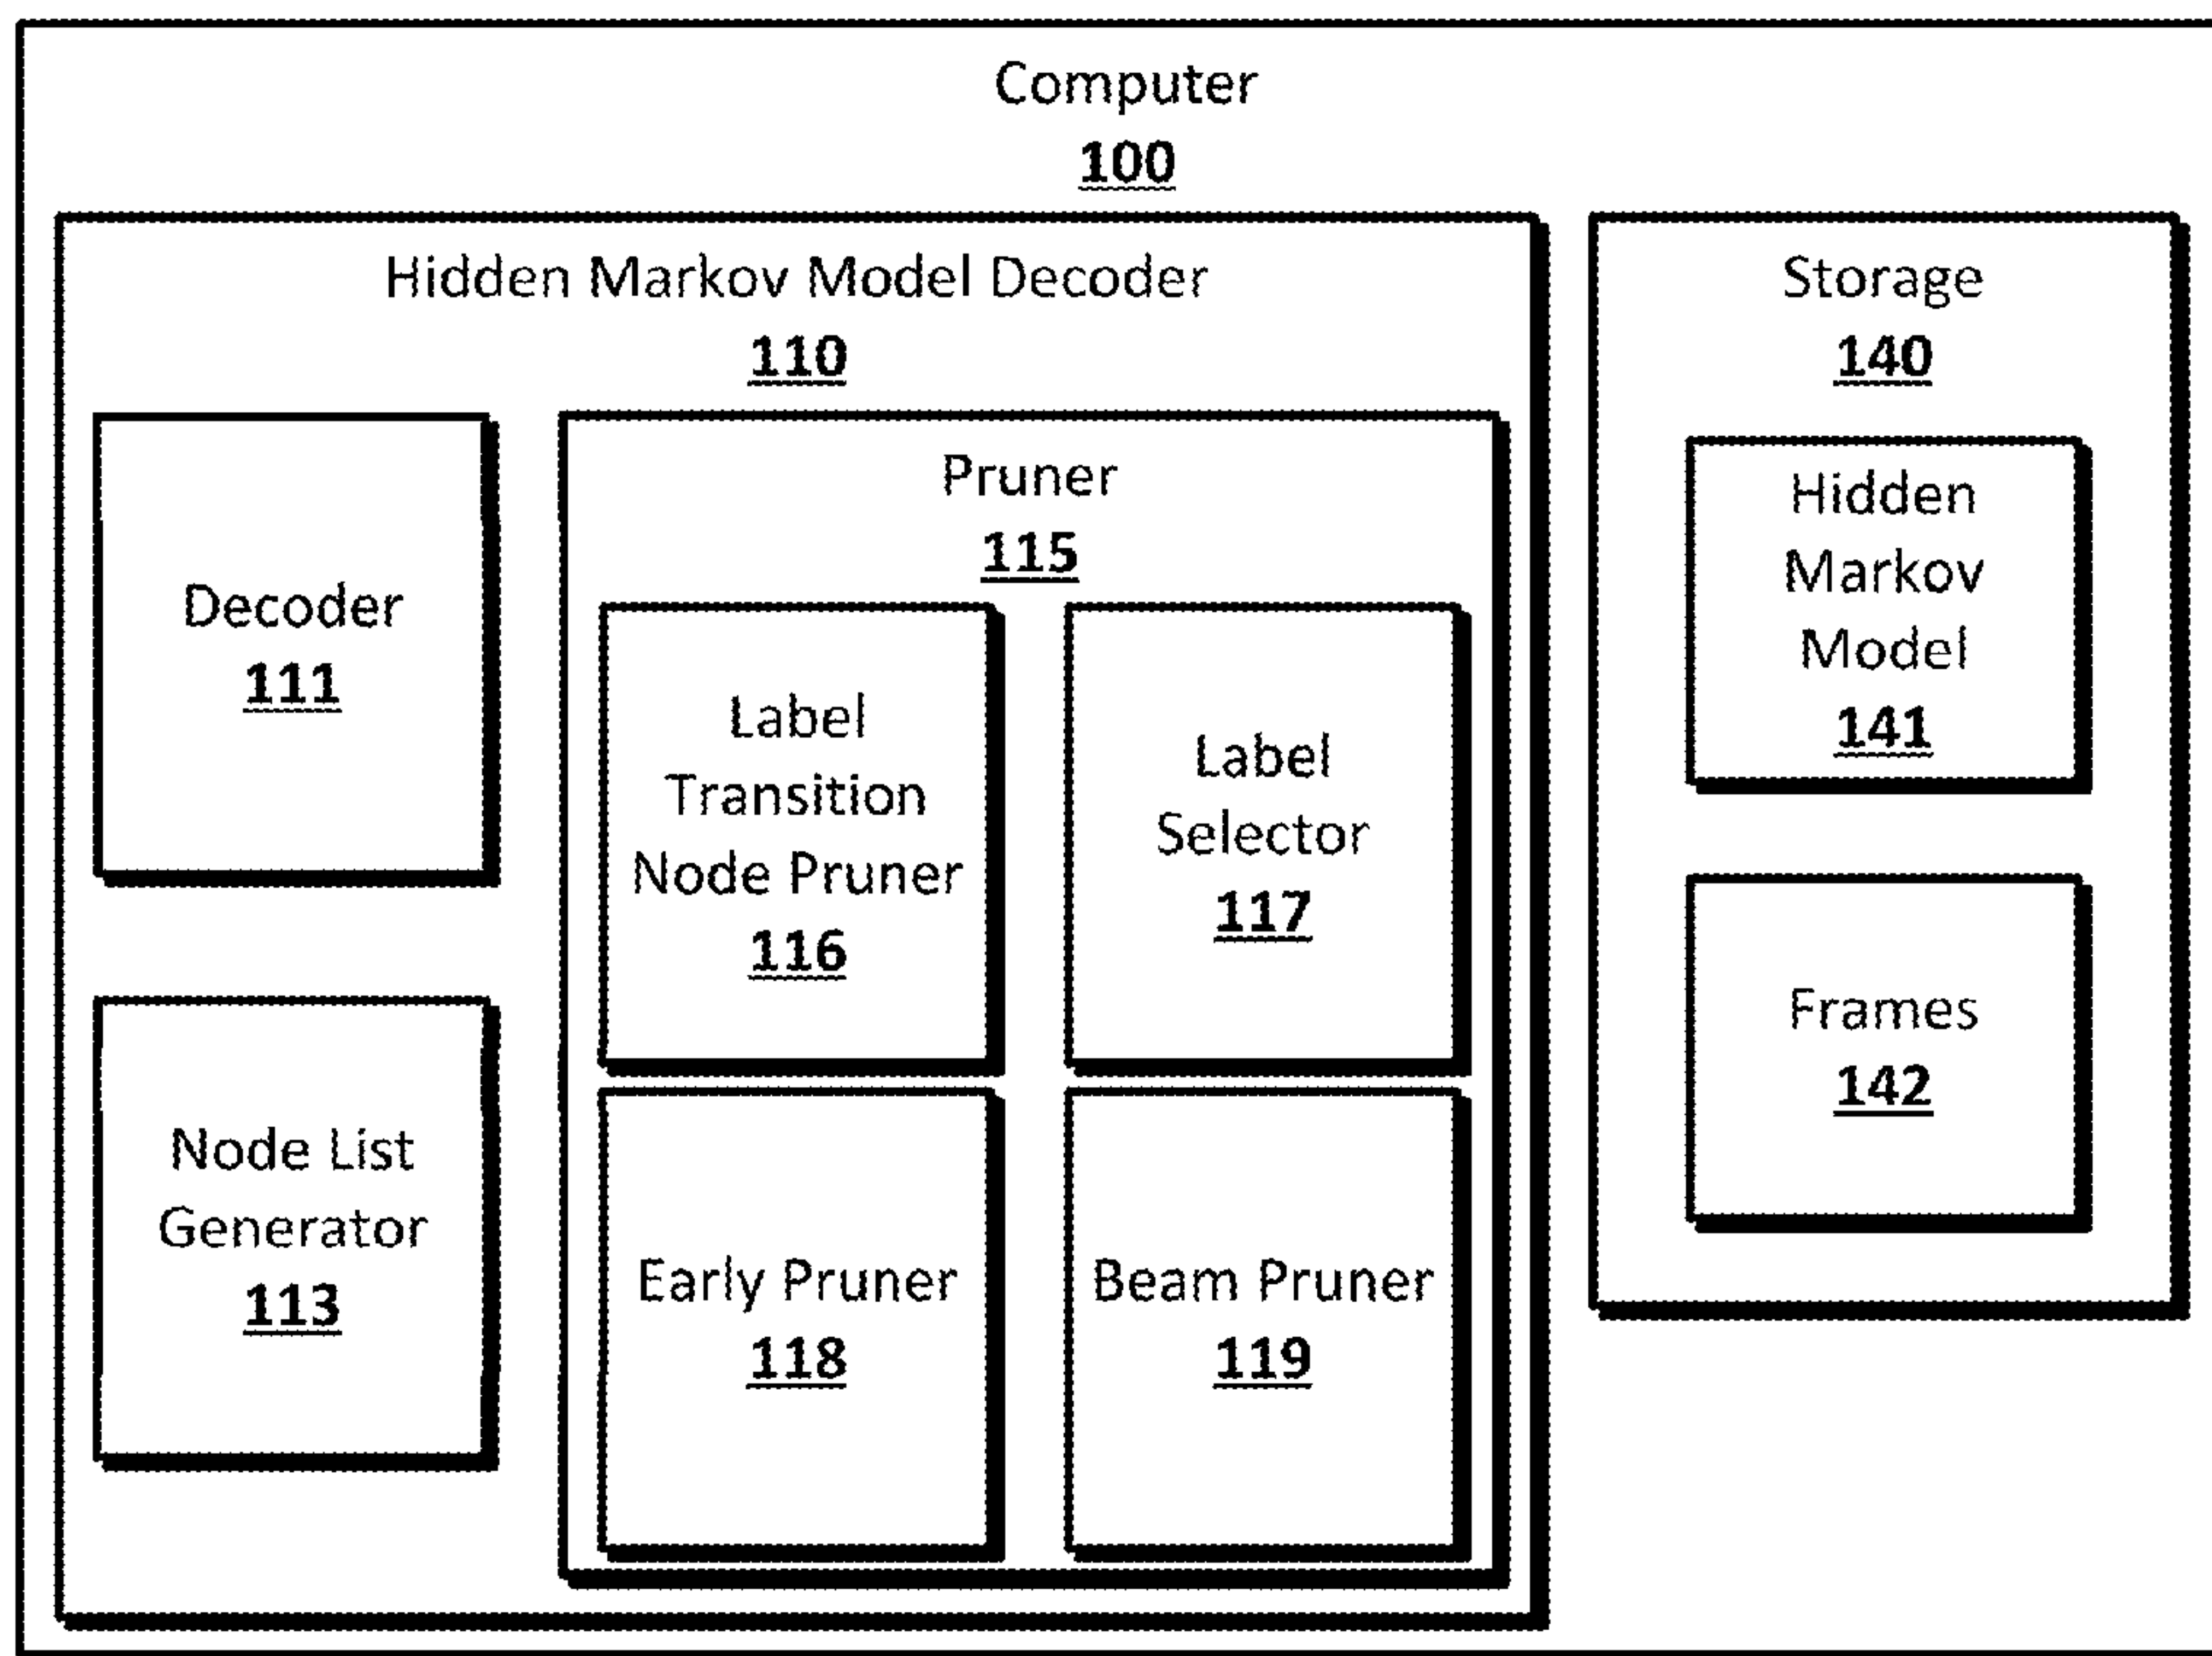 Computer
100
Hidden Markov Model Decoder
110
Decoder
111
Node List
Generator
113
Pruner
115
Label
Transition
Node Pruner
116
Label
Selector
117
Early Pruner
118
Beam Pruner
119
Storage
140
Hidden
Markov
Model
141
Frames
142